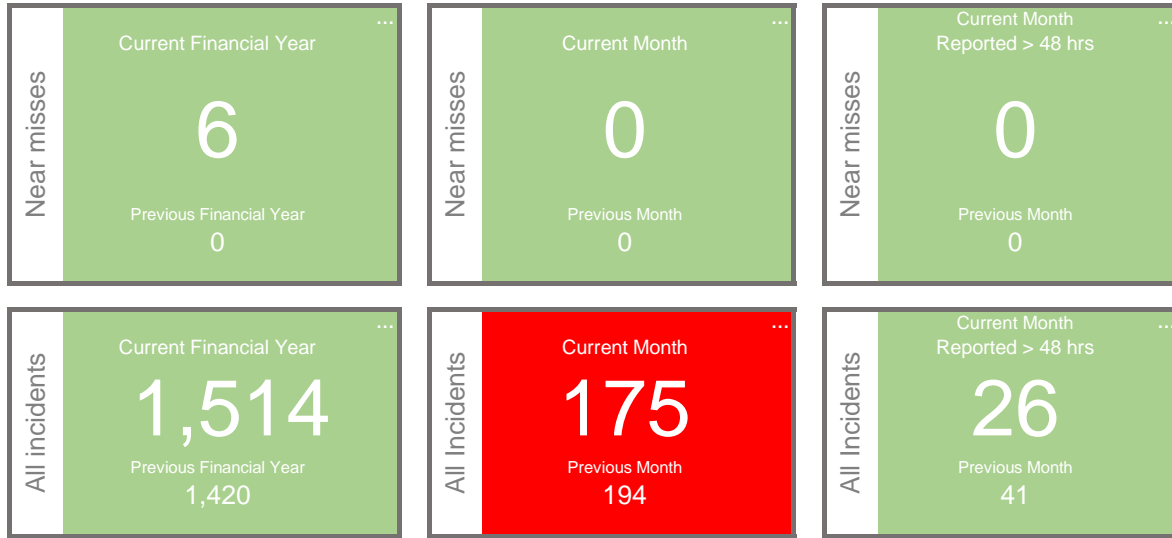 Near misses
...
Current Financial Year
6
Previous Financial Year
0
Near misses
...
Current Month
0
Previous Month
0
Near misses
Current Month
...
Reported > 48 hrs
0
Previous Month
0
All incidents
...
Current Financial Year
1,514
Previous Financial Year
1,420
All Incidents
...
Current Month
175
Previous Month
194
All Incidents
Current Month
...
Reported > 48 hrs
26
Previous Month
41